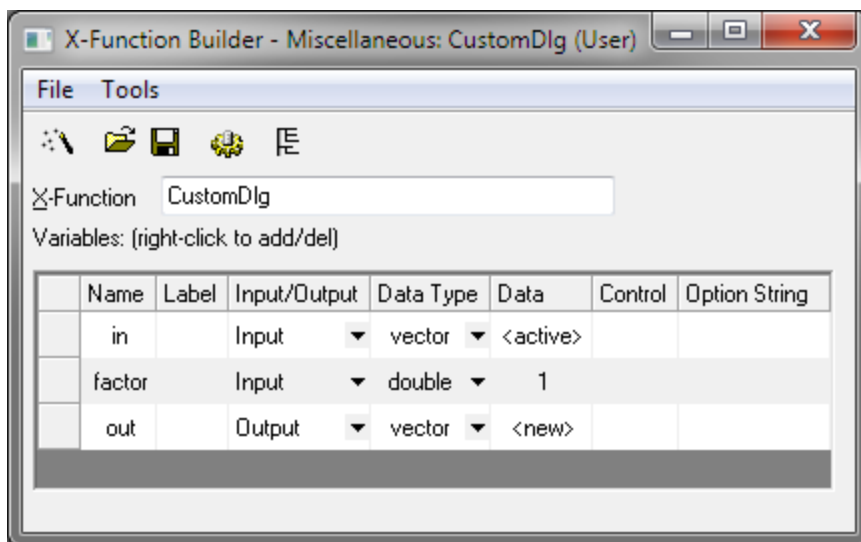 X-Function Builder - Miscellaneous: CustomDlg (User)
File Tools
X-Function CustomDlg
Variables: (right-click to add/del)
Name Label Input/Output Data Type Data Control Option String
in Input vector <active>
factor Input double 1
out Output vector <new>